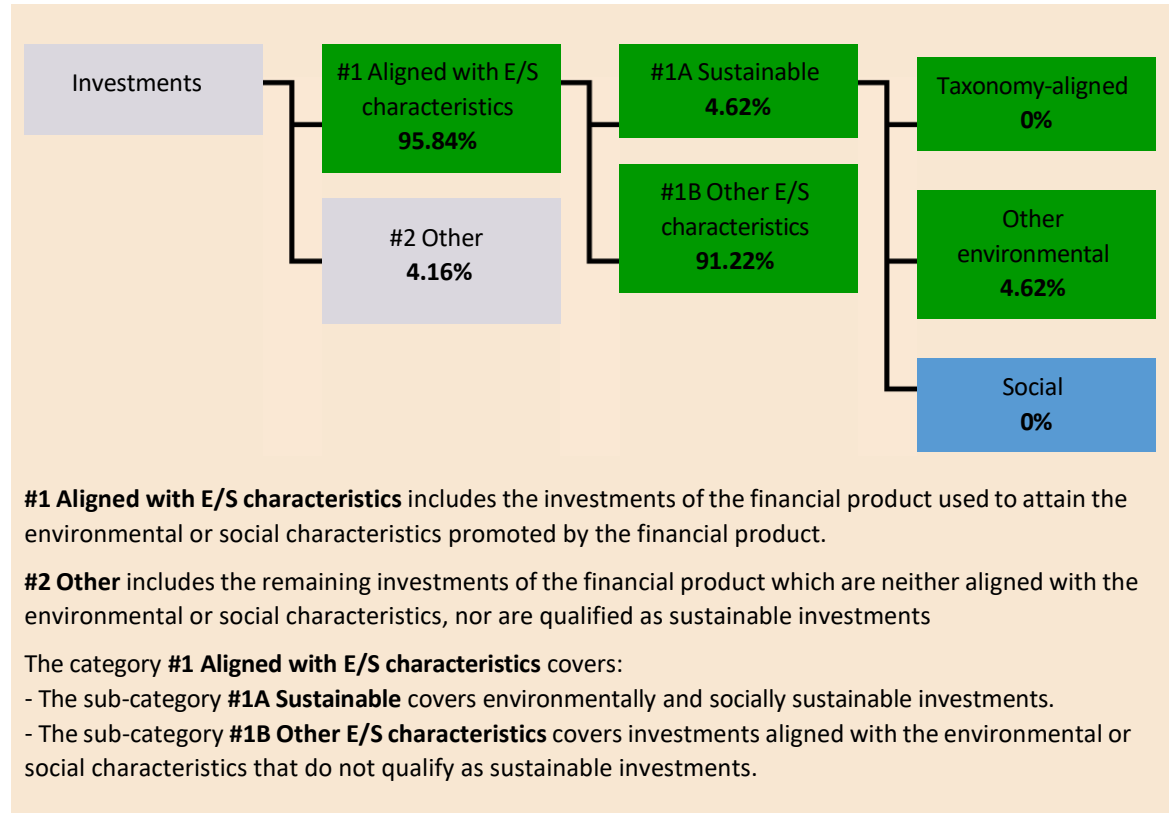 Investments
#1 Aligned with E/S
characteristics
95.84%
#2 Other
4.16%
#1A Sustainable
4.62%
#1B Other E/S
characteristics
91.22%
Taxonomy-aligned
0%
Other
environmental
4.62%
Social
0%
#1 Aligned with E/S characteristics includes the investments of the financial product used to attain the
environmental or social characteristics promoted by the financial product.
#2 Other includes the remaining investments of the financial product which are neither aligned with the
environmental or social characteristics, nor are qualified as sustainable investments
The category #1 Aligned with E/S characteristics covers:
- The sub-category #1A Sustainable covers environmentally and socially sustainable investments.
- The sub-category #1B Other E/S characteristics covers investments aligned with the environmental or
social characteristics that do not qualify as sustainable investments.